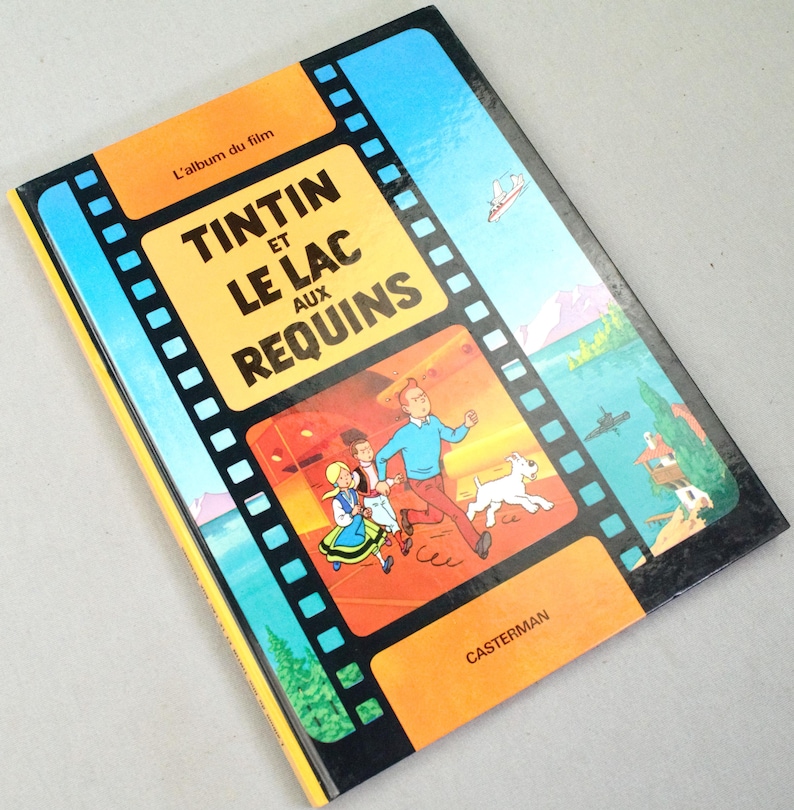 L'album du film
TINTIN
ET
LE LAC
AUX
REQUINS
CASTERMAN